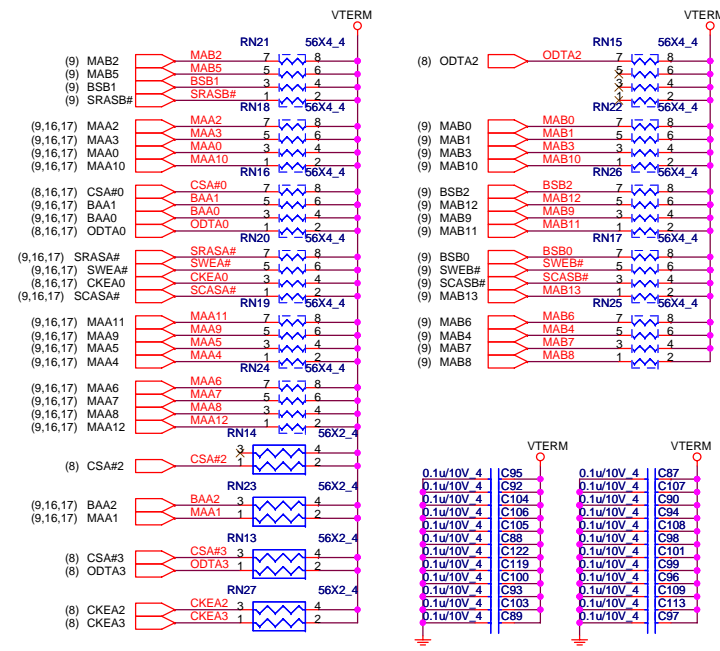 VTERM
RN21 56X4_4
(9) MAB2 MAB2 7 8
(9) MAB5 MAB5 5 6
(9) BSB1 BSB1 3 4
(9) SRASB# SRASB# 1 2
RN18 56X4_4
(9,16,17) MAA2 MAA2 7 8
(9,16,17) MAA3 MAA3 5 6
(9,16,17) MAA0 MAA0 3 4
(9,16,17) MAA10 MAA10 1 2
RN16 56X4_4
(8,16,17) CSA#0 CSA#0 7 8
(9,16,17) BAA1 BAA1 5 6
(9,16,17) BAA0 BAA0 3 4
(8,16,17) ODTA0 ODTA0 1 2
RN20 56X4_4
(9,16,17) SRASA# SRASA# 7 8
(9,16,17) SWEA# SWEA# 5 6
(8,16,17) CKEA0 CKEA0 3 4
(9,16,17) SCASA# SCASA# 1 2
RN19 56X4_4
(9,16,17) MAA11 MAA11 7 8
(9,16,17) MAA9 MAA9 5 6
(9,16,17) MAA5 MAA5 3 4
(9,16,17) MAA4 MAA4 1 2
RN24 56X4_4
(9,16,17) MAA6 MAA6 7 8
(9,16,17) MAA7 MAA7 5 6
(9,16,17) MAA8 MAA8 3 4
(9,16,17) MAA12 MAA12 1 2
RN14 56X2_4
3 4
(8) CSA#2 CSA#2 1 2
RN23 56X2_4
(9,16,17) BAA2 BAA2 3 4
(9,16,17) MAA1 MAA1 1 2
RN13 56X2_4
(8) CSA#3 CSA#3 3 4
(8) ODTA3 ODTA3 1 2
RN27 56X2_4
(8) CKEA2 CKEA2 3 4
(8) CKEA3 CKEA3 1 2
VTERM
RN15 56X4_4
(8) ODTA2 ODTA2 7 8
5 6
3 4
1 2
RN22 56X4_4
(9) MAB0 MAB0 7 8
(9) MAB1 MAB1 5 6
(9) MAB3 MAB3 3 4
(9) MAB10 MAB10 1 2
RN26 56X4_4
(9) BSB2 BSB2 7 8
(9) MAB12 MAB12 5 6
(9) MAB9 MAB9 3 4
(9) MAB11 MAB11 1 2
RN17 56X4_4
(9) BSB0 BSB0 7 8
(9) SWEB# SWEB# 5 6
(9) SCASB# SCASB# 3 4
(9) MAB13 MAB13 1 2
RN25 56X4_4
(9) MAB6 MAB6 7 8
(9) MAB4 MAB4 5 6
(9) MAB7 MAB7 3 4
(9) MAB8 MAB8 1 2
VTERM
0.1u/10V_4 C95
0.1u/10V_4 C92
0.1u/10V_4 C104
0.1u/10V_4 C106
0.1u/10V_4 C105
0.1u/10V_4 C88
0.1u/10V_4 C122
0.1u/10V_4 C119
0.1u/10V_4 C100
0.1u/10V_4 C93
0.1u/10V_4 C103
0.1u/10V_4 C89
VTERM
0.1u/10V_4 C87
0.1u/10V_4 C107
0.1u/10V_4 C90
0.1u/10V_4 C94
0.1u/10V_4 C108
0.1u/10V_4 C98
0.1u/10V_4 C101
0.1u/10V_4 C99
0.1u/10V_4 C96
0.1u/10V_4 C109
0.1u/10V_4 C113
0.1u/10V_4 C97